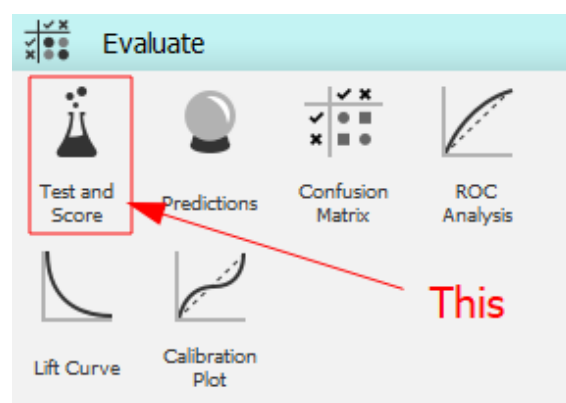 Evaluate
Test and
Score
Predictions
Confusion
Matrix
ROC
Analysis
This
Lift Curve
Calibration
Plot